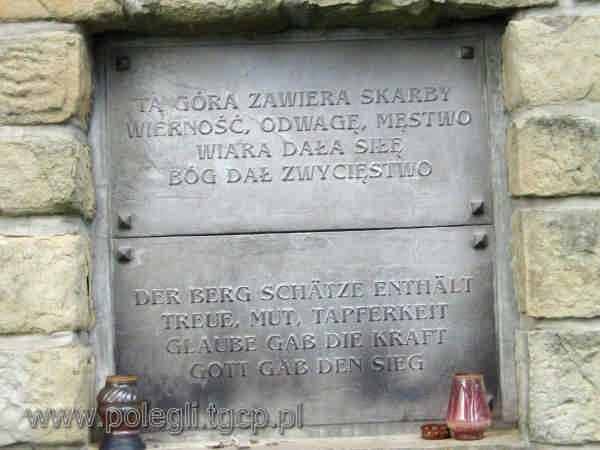 TĄ GÓRA ZAWIERA SKARBY
WIERNOŚĆ, ODWAGĘ, MĘSTWO
WIARA DAŁA SIŁĘ
BÓG DAŁ ZWYCIĘSTWO
DER BERG SCHÄTZE ENTHÄLT
TREUE, MUT, TAPFERKEIT
GLAUBE GAB DIE KRAFT
GOTT GAB DEN SIEG
www.polegli.tgcp.pl